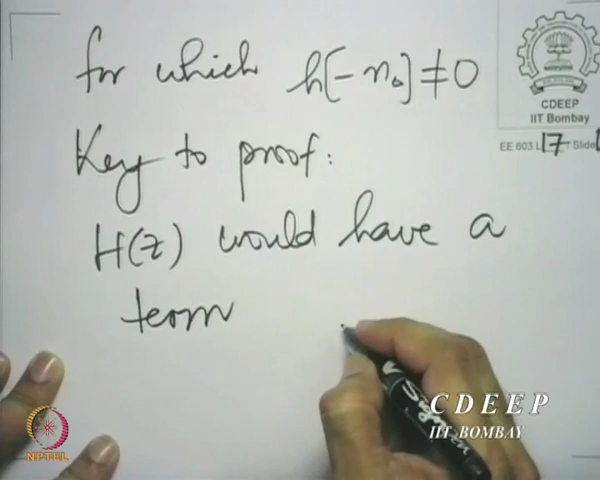 for which h[-n₀] ≠ 0
Key to proof:
H(z) would have a
term
CDEEP
IIT Bombay
EE 603 L 17 / Slide
CDEEP
IIT BOMBAY
NPTEL